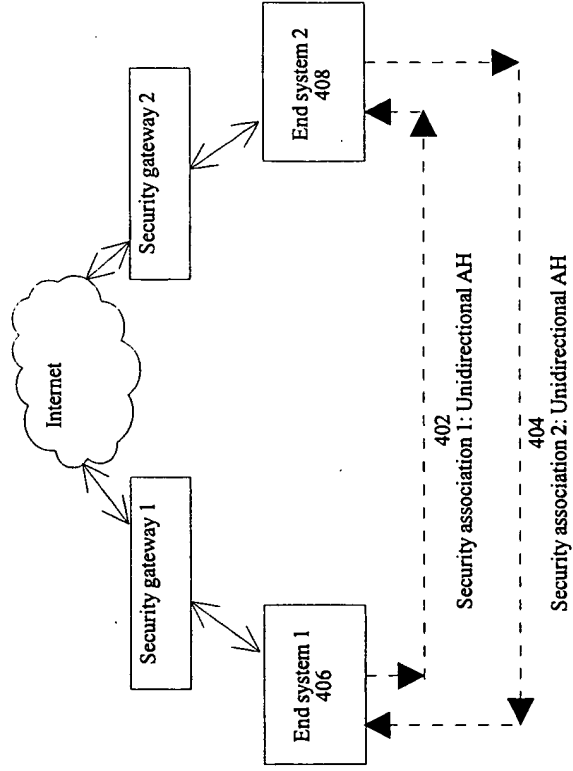 Internet
Security gateway 1
Security gateway 2
End system 1
406
End system 2
408
402
Security association 1: Unidirectional AH
404
Security association 2: Unidirectional AH